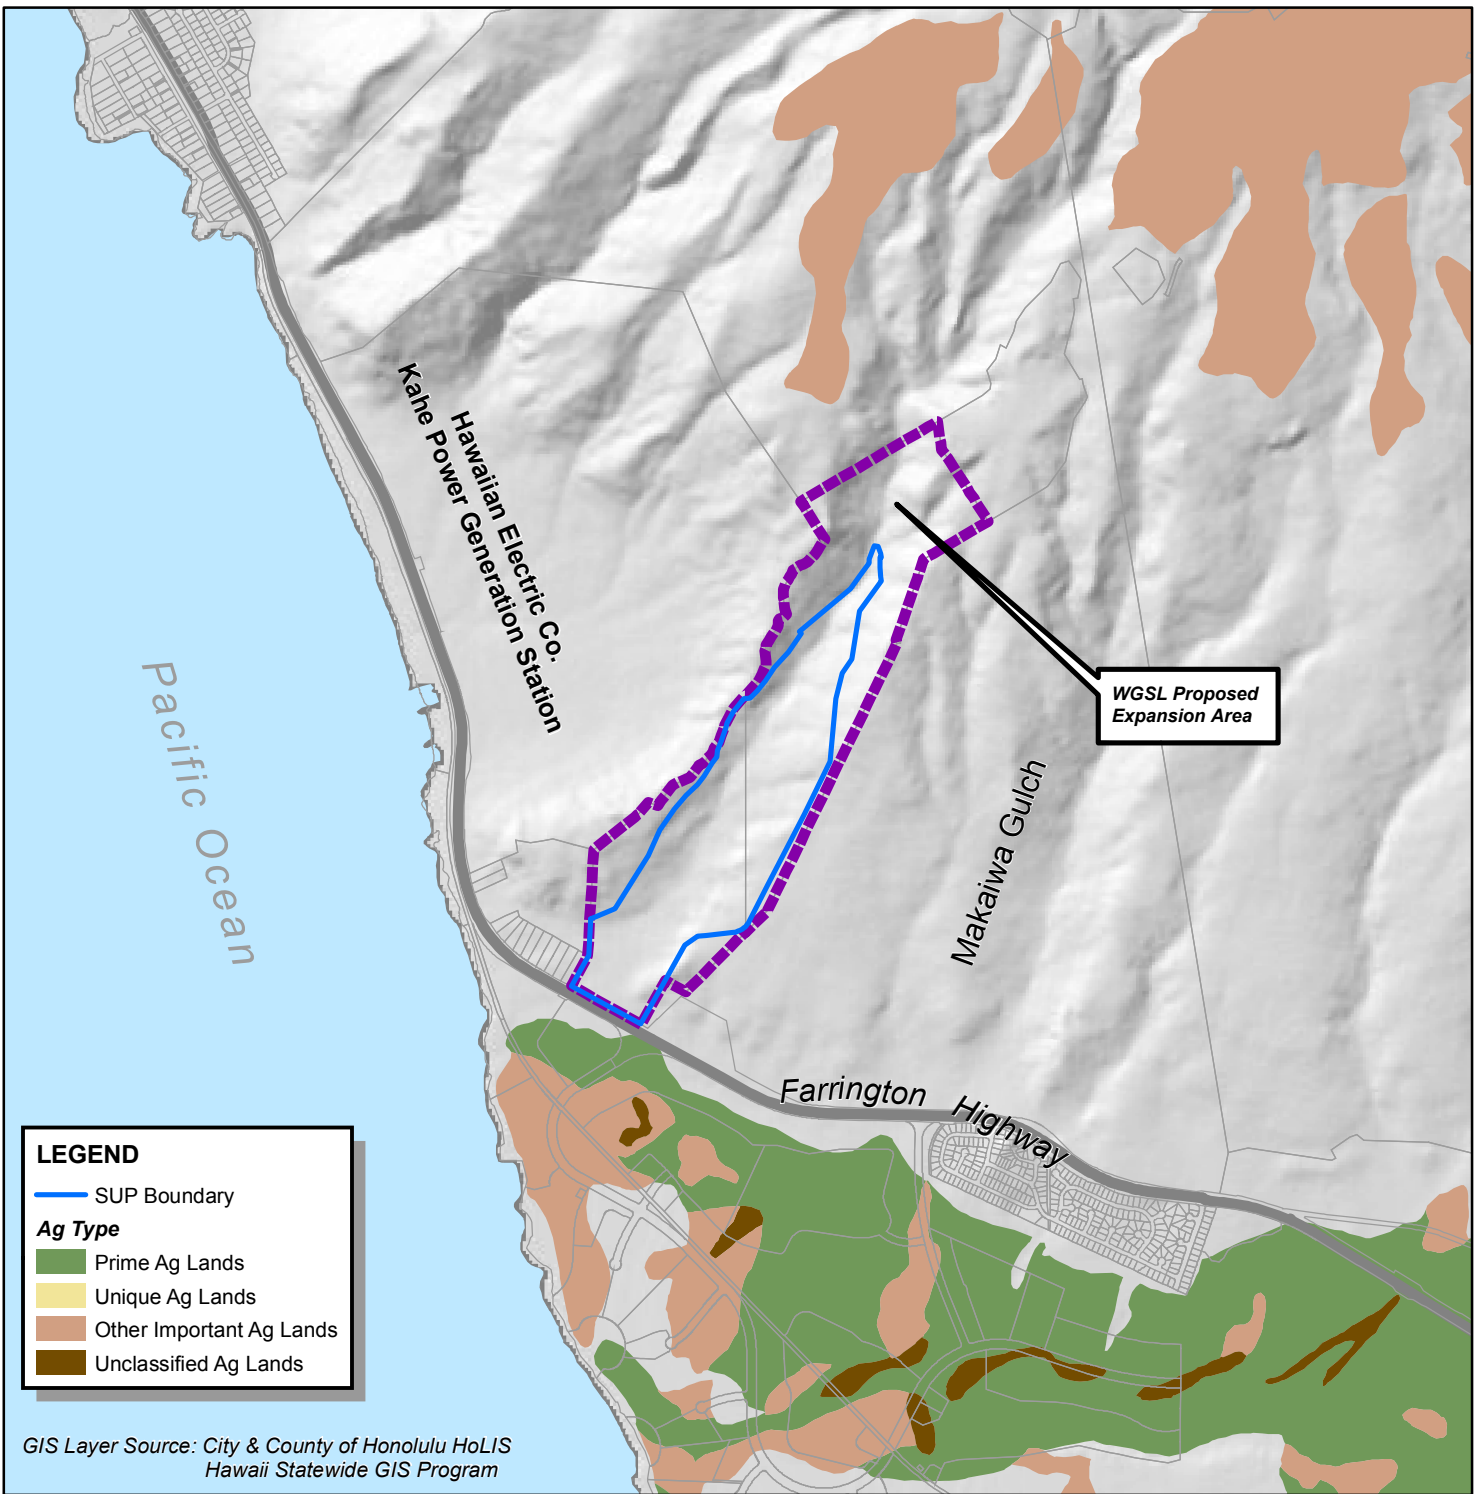 Hawaiian Electric Co.
Kahe Power Generation Station
Pacific Ocean
WGSL Proposed
Expansion Area
Makaiwa Gulch
Farrington Highway
LEGEND
SUP Boundary
Ag Type
Prime Ag Lands
Unique Ag Lands
Other Important Ag Lands
Unclassified Ag Lands
GIS Layer Source: City & County of Honolulu HoLIS
Hawaii Statewide GIS Program